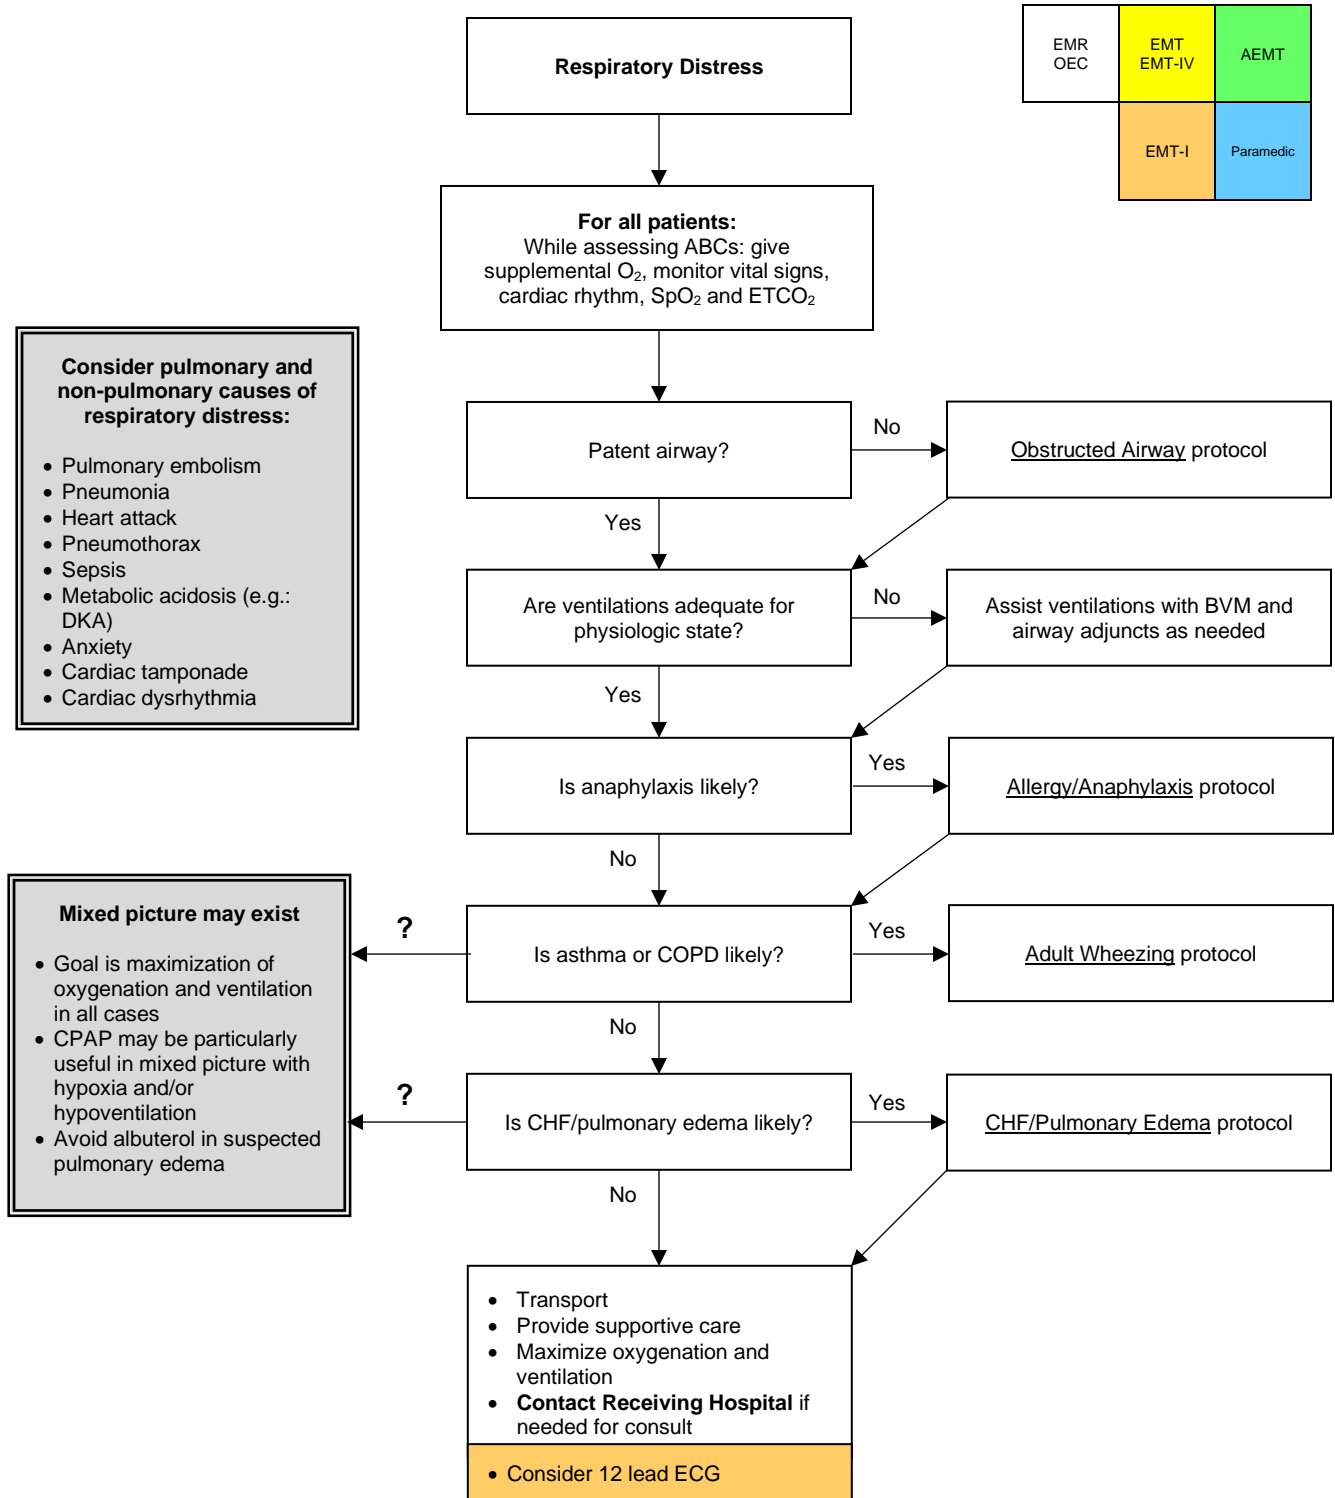 Respiratory Distress
EMR
OEC
EMT
EMT-IV
AEMT
EMT-I
Paramedic
For all patients:
While assessing ABCs: give
supplemental O₂, monitor vital signs,
cardiac rhythm, SpO₂ and ETCO₂
Consider pulmonary and
non-pulmonary causes of
respiratory distress:
• Pulmonary embolism
• Pneumonia
• Heart attack
• Pneumothorax
• Sepsis
• Metabolic acidosis (e.g.:
DKA)
• Anxiety
• Cardiac tamponade
• Cardiac dysrhythmia
Patent airway?
No
Obstructed Airway protocol
Yes
Are ventilations adequate for
physiologic state?
No
Assist ventilations with BVM and
airway adjuncts as needed
Yes
Is anaphylaxis likely?
Yes
Allergy/Anaphylaxis protocol
No
Mixed picture may exist
• Goal is maximization of
oxygenation and ventilation
in all cases
• CPAP may be particularly
useful in mixed picture with
hypoxia and/or
hypoventilation
• Avoid albuterol in suspected
pulmonary edema
?
Is asthma or COPD likely?
Yes
Adult Wheezing protocol
No
?
Is CHF/pulmonary edema likely?
Yes
CHF/Pulmonary Edema protocol
No
• Transport
• Provide supportive care
• Maximize oxygenation and
ventilation
• Contact Receiving Hospital if
needed for consult
• Consider 12 lead ECG